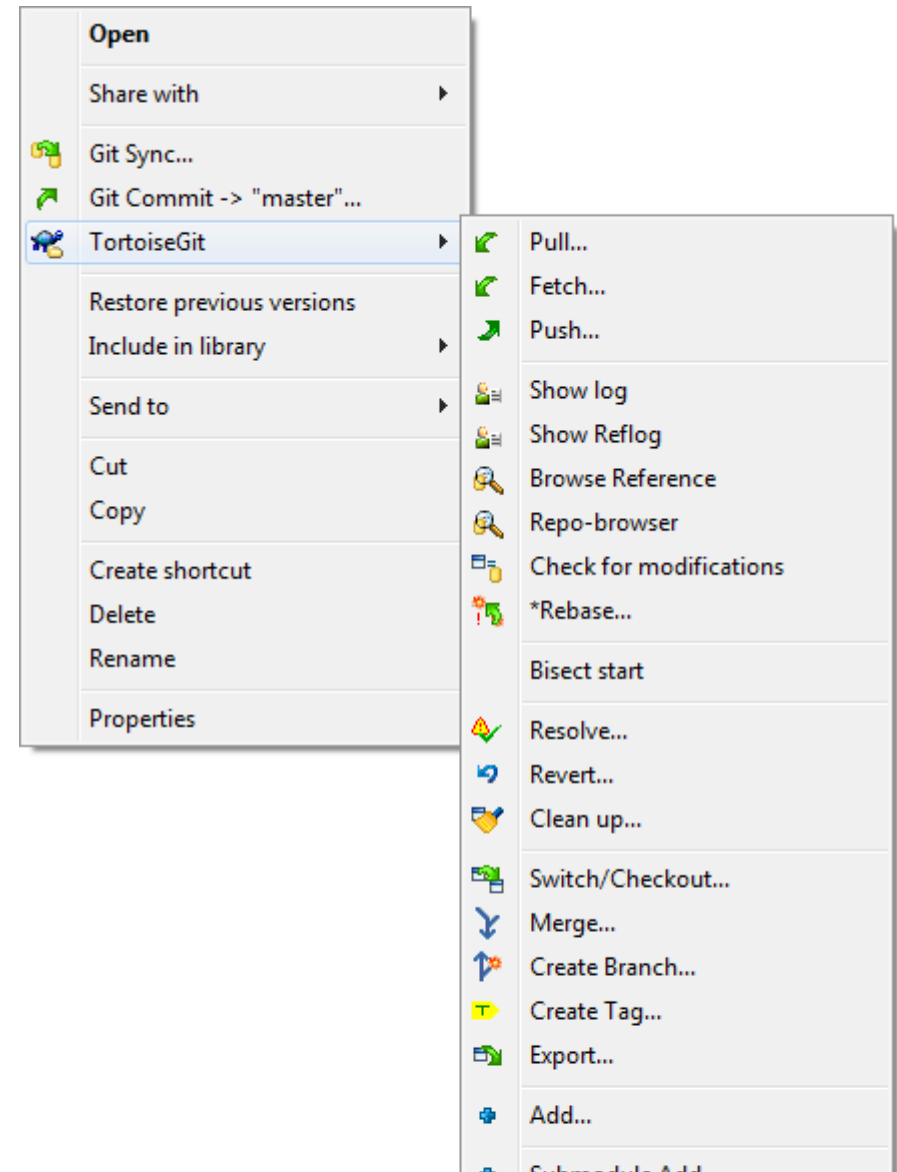 Open
Share with
Git Sync...
Git Commit -> "master"...
TortoiseGit
Restore previous versions
Include in library
Send to
Cut
Copy
Create shortcut
Delete
Rename
Properties
Pull...
Fetch...
Push...
Show log
Show Reflog
Browse Reference
Repo-browser
Check for modifications
*Rebase...
Bisect start
Resolve...
Revert...
Clean up...
Switch/Checkout...
Merge...
Create Branch...
T
Create Tag...
Export...
Add...
Submodule Add